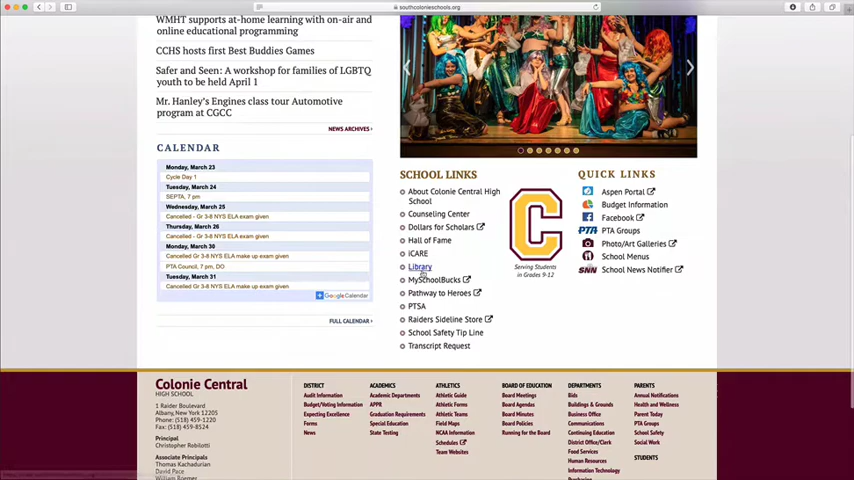 southcolonieschools.org
WMHT supports at-home learning with on-air and
online educational programming
CCHS hosts first Best Buddies Games
Safer and Seen: A workshop for families of LGBTQ
youth to be held April 1
Mr. Hanley's Engines class tour Automotive
program at CGCC
NEWS ARCHIVES ›
CALENDAR
Monday, March 23
Cycle Day 1
Tuesday, March 24
SEPTA, 7 pm
Wednesday, March 25
Cancelled - Gr 3-8 NYS ELA exam given
Thursday, March 26
Cancelled - Gr 3-8 NYS ELA exam given
Monday, March 30
Cancelled Gr 3-8 NYS ELA make up exam given
PTA Council, 7 pm, DO
Tuesday, March 31
Cancelled Gr 3-8 NYS ELA make up exam given
Google Calendar
FULL CALENDAR ›
SCHOOL LINKS
About Colonie Central High
School
Counseling Center
Dollars for Scholars
Hall of Fame
iCARE
Library
MySchoolBucks
Pathway to Heroes
PTSA
Raiders Sideline Store
School Safety Tip Line
Transcript Request
C
Serving Students
in Grades 9-12
QUICK LINKS
Aspen Portal
Budget Information
Facebook
PTA PTA Groups
Photo/Art Galleries
School Menus
SNN School News Notifier
Colonie Central
HIGH SCHOOL
1 Raider Boulevard
Albany, New York 12205
Phone: (518) 459-1220
Fax: (518) 459-8524
Principal
Christopher Robilotti
Associate Principals
Thomas Kachadurian
David Pace
William Roemer
DISTRICT
Audit Information
Budget/Voting Information
Expecting Excellence
Forms
News
ACADEMICS
Academic Departments
APPR
Graduation Requirements
Special Education
State Testing
ATHLETICS
Athletic Guide
Athletic Forms
Athletic Teams
Field Maps
NCAA Information
Schedules
Team Websites
BOARD OF EDUCATION
Board Meetings
Board Agendas
Board Minutes
Board Policies
Running for the Board
DEPARTMENTS
Bids
Buildings & Grounds
Business Office
Communications
Continuing Education
District Office/Clerk
Food Services
Human Resources
Information Technology
PARENTS
Annual Notifications
Health and Wellness
Parent Today
PTA Groups
School Safety
Social Work
STUDENTS